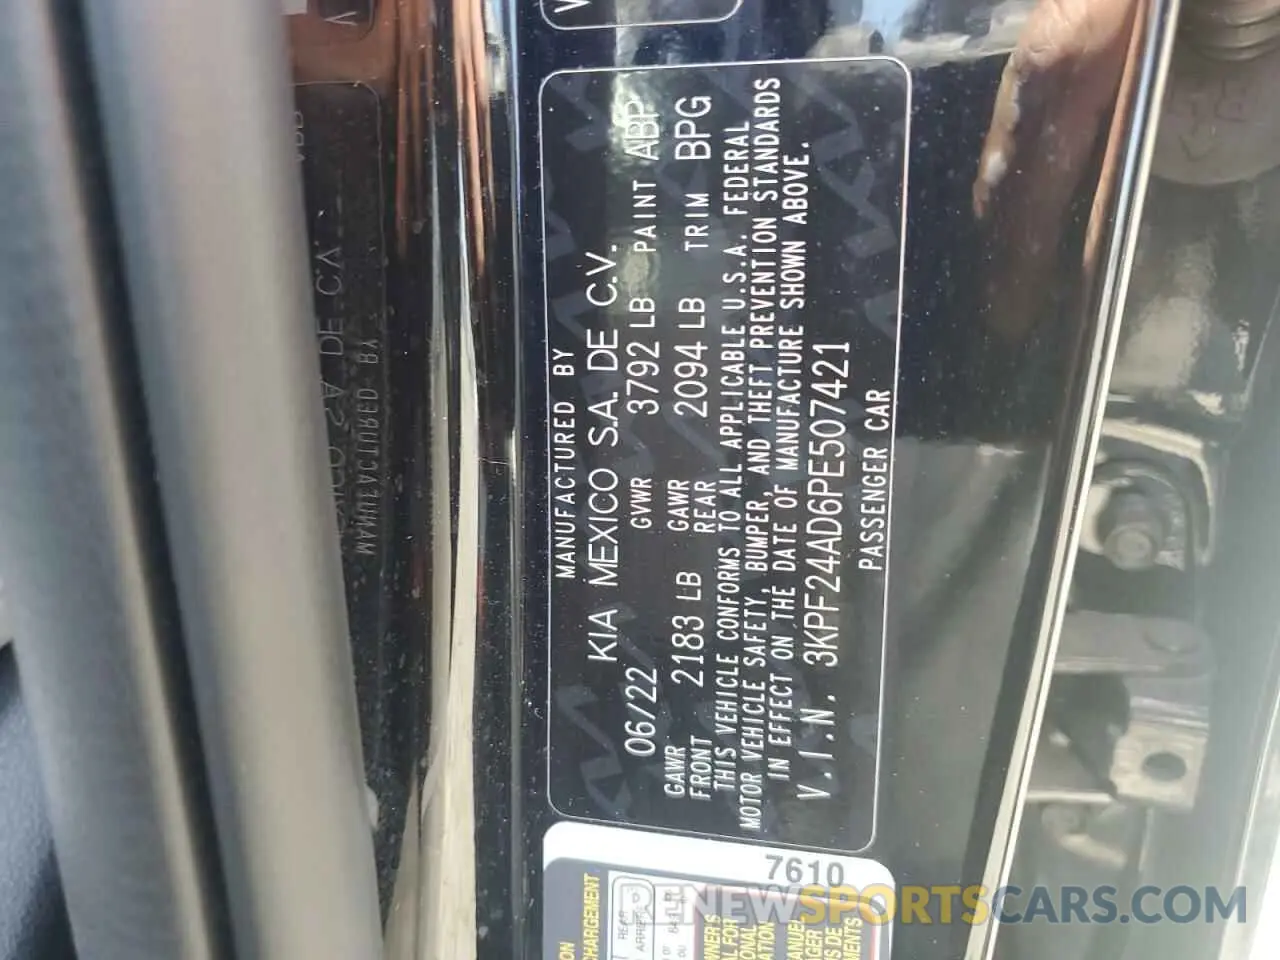 MANUFACTURED BY
KIA MEXICO S.A. DE C.V.
06/22 GVWR 3792 LB PAINT ABP
GAWR FRONT 2183 LB GAWR REAR 2094 LB TRIM BPG
THIS VEHICLE CONFORMS TO ALL APPLICABLE U.S.A. FEDERAL
MOTOR VEHICLE SAFETY, BUMPER, AND THEFT PREVENTION STANDARDS
IN EFFECT ON THE DATE OF MANUFACTURE SHOWN ABOVE.
V.I.N. 3KPF24AD6PE507421
PASSENGER CAR
7610
CHARGEMENT
REAR
RENEWSPORTSCARS.COM